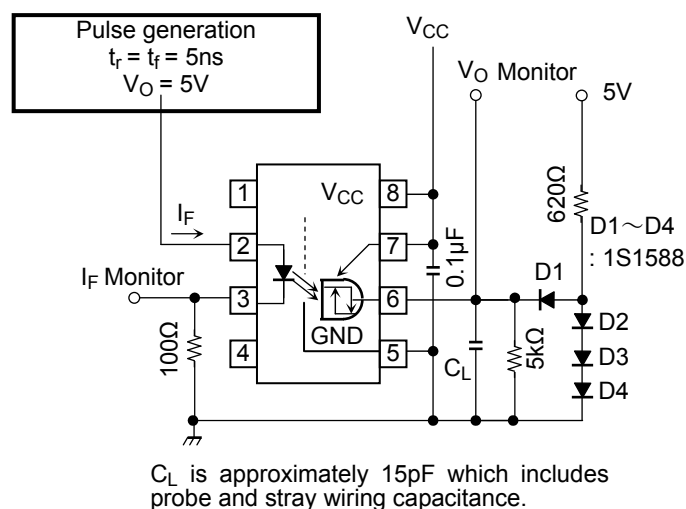 Pulse generation
tr = tf = 5ns
VO = 5V
VCC
VO Monitor
5V
620Ω
D1～D4
: 1S1588
1
VCC
8
IF
2
7
0.1μF
D1
IF Monitor
3
6
D2
GND
D3
100Ω
4
5
CL
5kΩ
D4
CL is approximately 15pF which includes
probe and stray wiring capacitance.